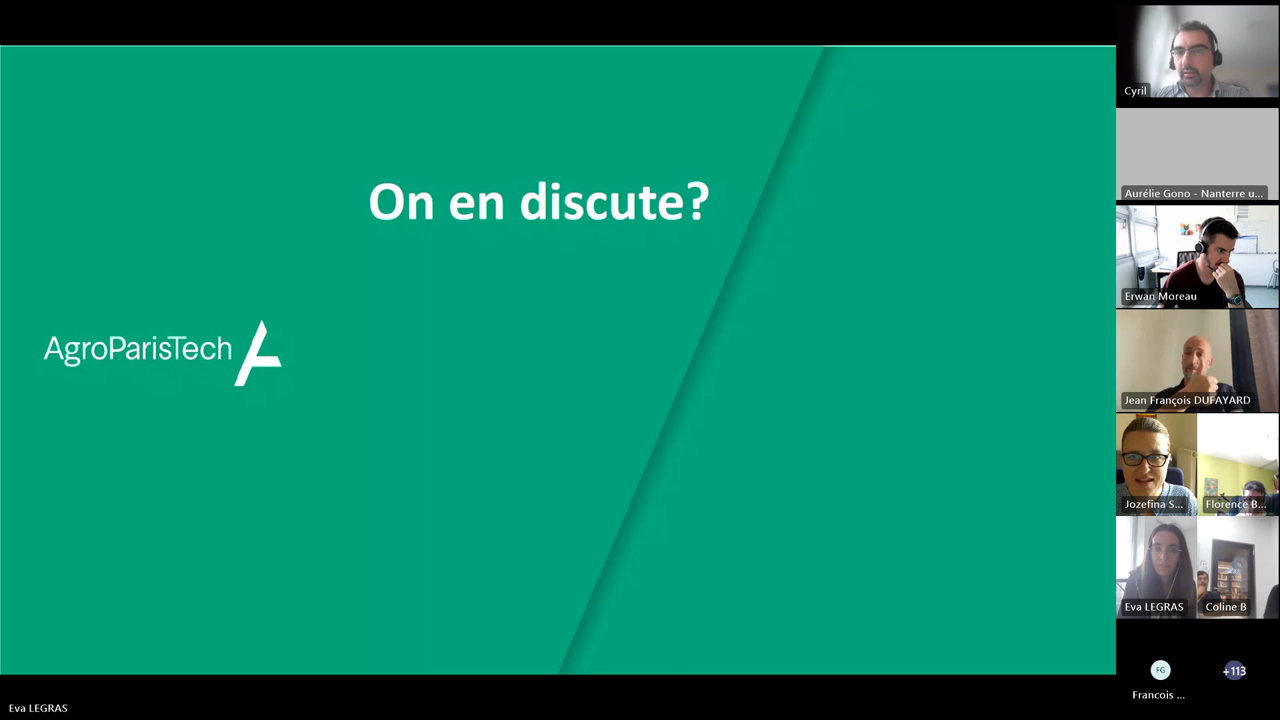 On en discute?
AgroParisTech
Eva LEGRAS
Cyril
Aurélie Gono - Nanterre u...
Erwan Moreau
Jean François DUFAYARD
Jozefina S...
Florence B...
Eva LEGRAS
Coline B
FG
+113
Francois ...